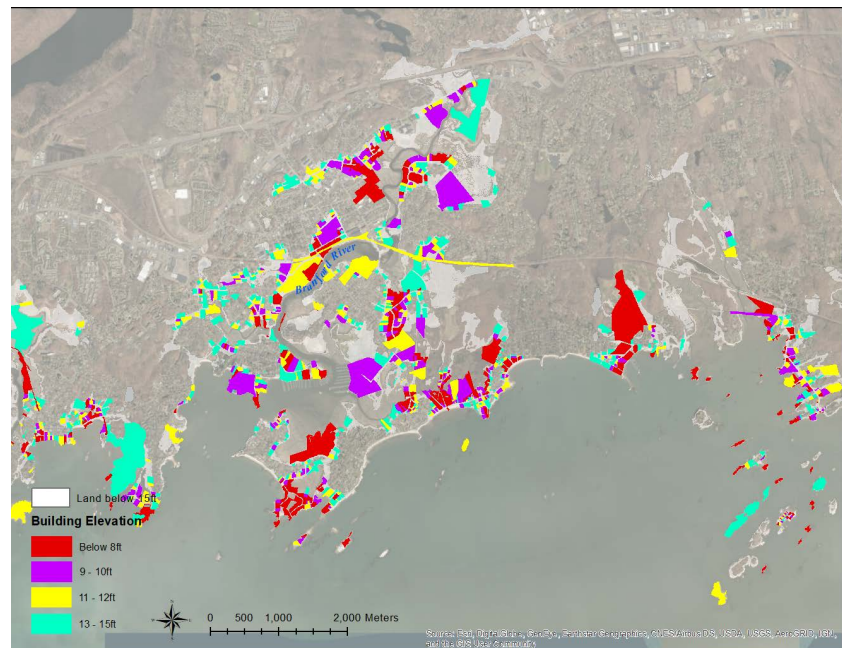 Branford River
Land below 15ft
Building Elevation
Below 8ft
9 - 10ft
11 - 12ft
13 - 15ft
0 500 1,000 2,000 Meters
Source: Esri, DigitalGlobe, GeoEye, Earthstar Geographics, CNES/Airbus DS, USDA, USGS, AeroGRID, IGN,
and the GIS User Community